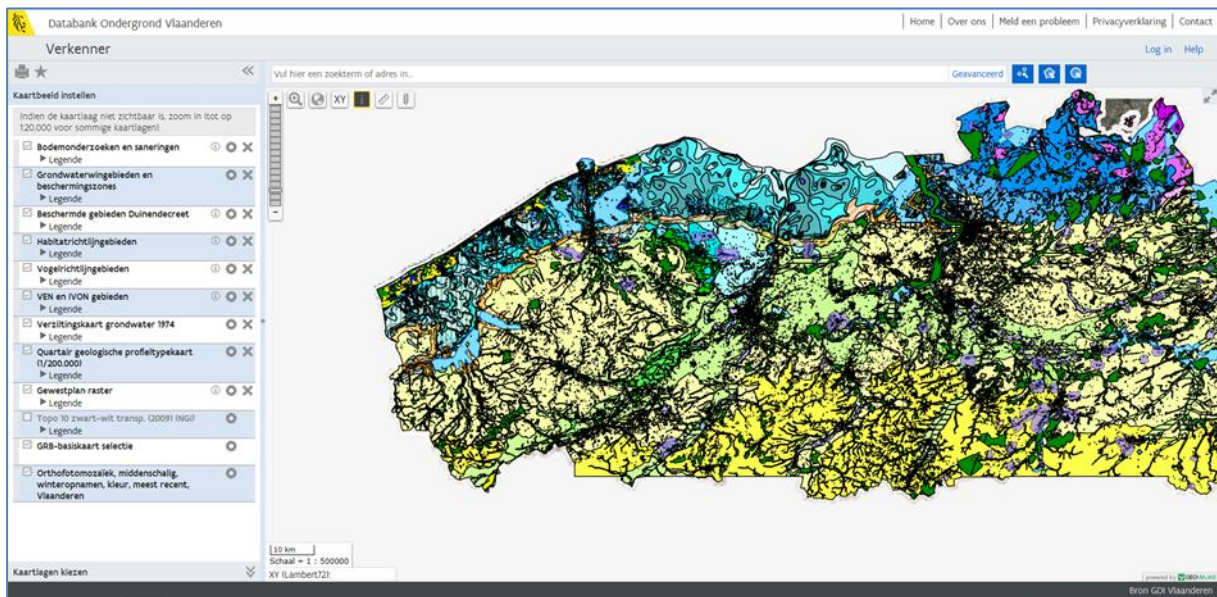 Databank Ondergrond Vlaanderen
Home | Over ons | Meld een probleem | Privacyverklaring | Contact
Verkenner
Log in Help
Vul hier een zoekterm of adres in...
Geavanceerd
Kaartbeeld instellen
Indien de kaartlaag niet zichtbaar is, zoom in (tot op
1:20.000 voor sommige kaartlagen).
XY
Bodemonderzoeken en saneringen
Legende
Grondwaterwingebieden en
beschermingszones
Legende
Beschermde gebieden Duinendecreet
Legende
Habitatrichtlijngebieden
Legende
Vogelrichtlijngebieden
Legende
VEN en IVON gebieden
Legende
Verziltingskaart grondwater 1974
Legende
Quartair geologische profieltypekaart
(1/200.000)
Legende
Gewestplan raster
Legende
Topo 10 zwart-wit transp. (2009) (NGI)
Legende
GRB-basiskaart selectie
Orthofotomozaïek, middenschalig,
winteropnamen, kleur, meest recent,
Vlaanderen
10 km
Schaal = 1 : 500000
Kaartlagen kiezen
XY (Lambert72):
powered by GEOMAJAS
Bron GDI Vlaanderen